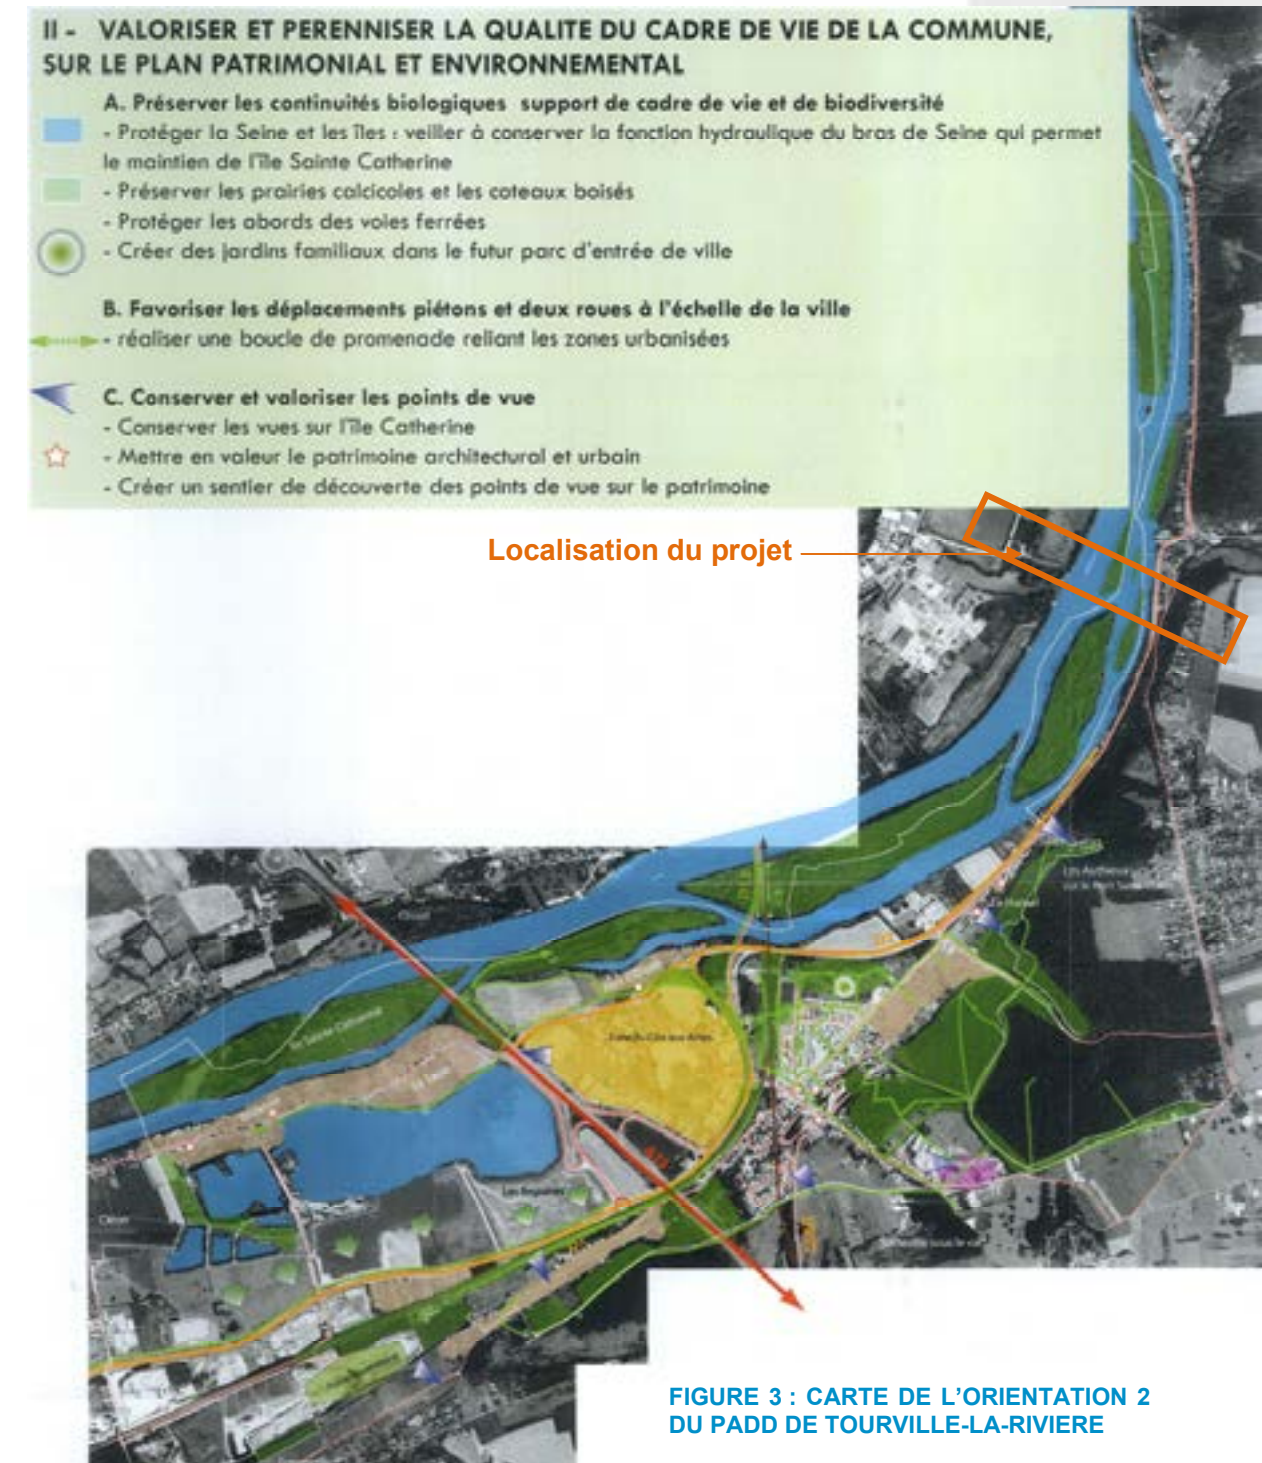 II - VALORISER ET PERENNISER LA QUALITE DU CADRE DE VIE DE LA COMMUNE,
SUR LE PLAN PATRIMONIAL ET ENVIRONNEMENTAL
A. Préserver les continuités biologiques support de cadre de vie et de biodiversité
- Protéger la Seine et les îles : veiller à conserver la fonction hydraulique du bras de Seine qui permet
le maintien de l'île Sainte Catherine
- Préserver les prairies calcicoles et les coteaux boisés
- Protéger les abords des voies ferrées
- Créer des jardins familiaux dans le futur parc d'entrée de ville
B. Favoriser les déplacements piétons et deux roues à l'échelle de la ville
- réaliser une boucle de promenade reliant les zones urbanisées
C. Conserver et valoriser les points de vue
- Conserver les vues sur l'île Catherine
- Mettre en valeur le patrimoine architectural et urbain
- Créer un sentier de découverte des points de vue sur le patrimoine
Localisation du projet
Ile Sainte Catherine
A13
Cléon
FIGURE 3 : CARTE DE L'ORIENTATION 2
DU PADD DE TOURVILLE-LA-RIVIERE